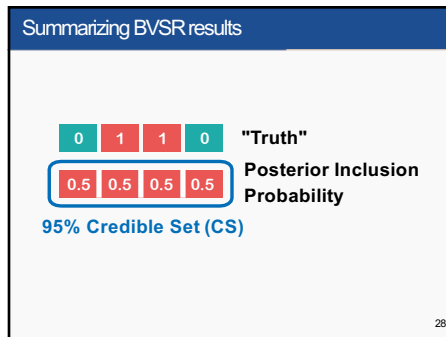 Summarizing BVSR results
0 1 1 0 "Truth"
0.5 0.5 0.5 0.5 Posterior Inclusion
Probability
95% Credible Set (CS)
28